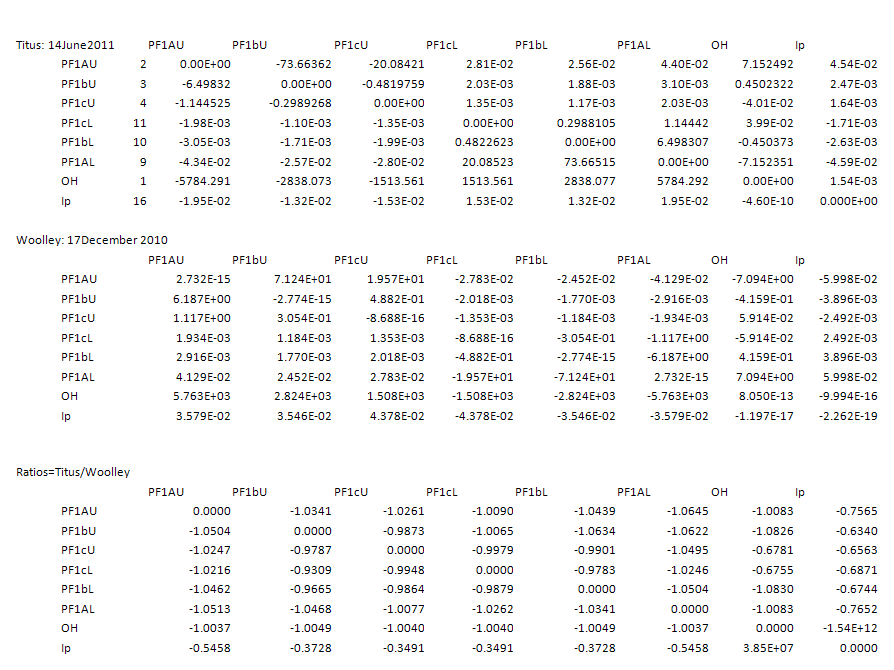 Titus: 14June2011 PF1AU PF1bU PF1cU PF1cL PF1bL PF1AL OH Ip
PF1AU 2 0.00E+00 -73.66362 -20.08421 2.81E-02 2.56E-02 4.40E-02 7.152492 4.54E-02
PF1bU 3 -6.49832 0.00E+00 -0.4819759 2.03E-03 1.88E-03 3.10E-03 0.4502322 2.47E-03
PF1cU 4 -1.144525 -0.2989268 0.00E+00 1.35E-03 1.17E-03 2.03E-03 -4.01E-02 1.64E-03
PF1cL 11 -1.98E-03 -1.10E-03 -1.35E-03 0.00E+00 0.2988105 1.14442 3.99E-02 -1.71E-03
PF1bL 10 -3.05E-03 -1.71E-03 -1.99E-03 0.4822623 0.00E+00 6.498307 -0.450373 -2.63E-03
PF1AL 9 -4.34E-02 -2.57E-02 -2.80E-02 20.08523 73.66515 0.00E+00 -7.152351 -4.59E-02
OH 1 -5784.291 -2838.073 -1513.561 1513.561 2838.077 5784.292 0.00E+00 1.54E-03
Ip 16 -1.95E-02 -1.32E-02 -1.53E-02 1.53E-02 1.32E-02 1.95E-02 -4.60E-10 0.000E+00
Woolley: 17December 2010
PF1AU PF1bU PF1cU PF1cL PF1bL PF1AL OH Ip
PF1AU 2.732E-15 7.124E+01 1.957E+01 -2.783E-02 -2.452E-02 -4.129E-02 -7.094E+00 -5.998E-02
PF1bU 6.187E+00 -2.774E-15 4.882E-01 -2.018E-03 -1.770E-03 -2.916E-03 -4.159E-01 -3.896E-03
PF1cU 1.117E+00 3.054E-01 -8.688E-16 -1.353E-03 -1.184E-03 -1.934E-03 5.914E-02 -2.492E-03
PF1cL 1.934E-03 1.184E-03 1.353E-03 -8.688E-16 -3.054E-01 -1.117E+00 -5.914E-02 2.492E-03
PF1bL 2.916E-03 1.770E-03 2.018E-03 -4.882E-01 -2.774E-15 -6.187E+00 4.159E-01 3.896E-03
PF1AL 4.129E-02 2.452E-02 2.783E-02 -1.957E+01 -7.124E+01 2.732E-15 7.094E+00 5.998E-02
OH 5.763E+03 2.824E+03 1.508E+03 -1.508E+03 -2.824E+03 -5.763E+03 8.050E-13 -9.994E-16
Ip 3.579E-02 3.546E-02 4.378E-02 -4.378E-02 -3.546E-02 -3.579E-02 -1.197E-17 -2.262E-19
Ratios=Titus/Woolley
PF1AU PF1bU PF1cU PF1cL PF1bL PF1AL OH Ip
PF1AU 0.0000 -1.0341 -1.0261 -1.0090 -1.0439 -1.0645 -1.0083 -0.7565
PF1bU -1.0504 0.0000 -0.9873 -1.0065 -1.0634 -1.0622 -1.0826 -0.6340
PF1cU -1.0247 -0.9787 0.0000 -0.9979 -0.9901 -1.0495 -0.6781 -0.6563
PF1cL -1.0216 -0.9309 -0.9948 0.0000 -0.9783 -1.0246 -0.6755 -0.6871
PF1bL -1.0462 -0.9665 -0.9864 -0.9879 0.0000 -1.0504 -1.0830 -0.6744
PF1AL -1.0513 -1.0468 -1.0077 -1.0262 -1.0341 0.0000 -1.0083 -0.7652
OH -1.0037 -1.0049 -1.0040 -1.0040 -1.0049 -1.0037 0.0000 -1.54E+12
Ip -0.5458 -0.3728 -0.3491 -0.3491 -0.3728 -0.5458 3.85E+07 0.0000